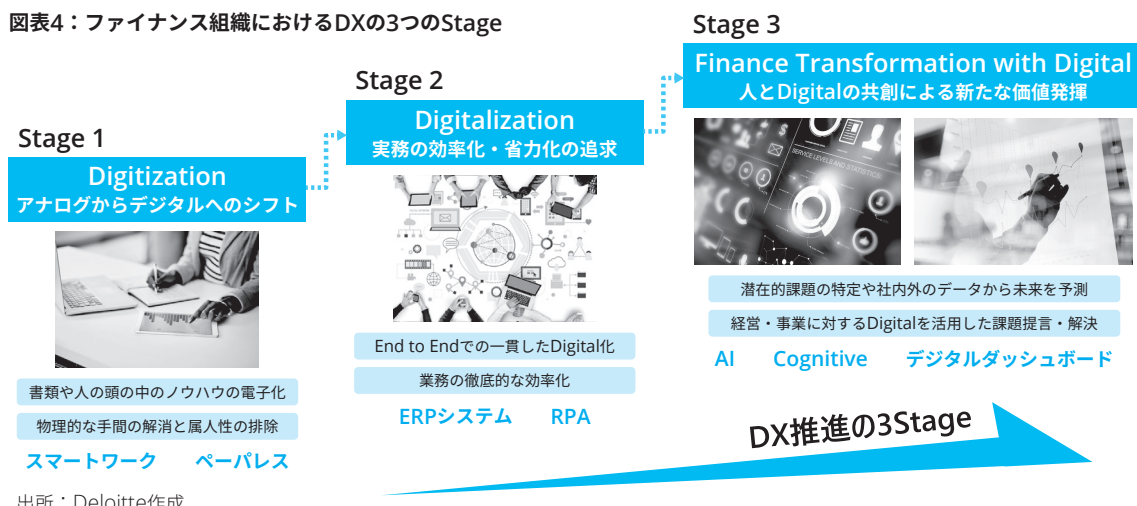 図表4：ファイナンス組織におけるDXの3つのStage
Stage 1
Digitization
アナログからデジタルへのシフト
書類や人の頭の中のノウハウの電子化
物理的な手間の解消と属人性の排除
スマートワーク ペーパレス
Stage 2
Digitalization
実務の効率化・省力化の追求
End to Endでの一貫したDigital化
業務の徹底的な効率化
ERPシステム RPA
Stage 3
Finance Transformation with Digital
人とDigitalの共創による新たな価値発揮
SERVICE LEVELS AND STATISTICS
潜在的課題の特定や社内外のデータから未来を予測
経営・事業に対するDigitalを活用した課題提言・解決
AI Cognitive デジタルダッシュボード
DX推進の3Stage
出所：Deloitte作成